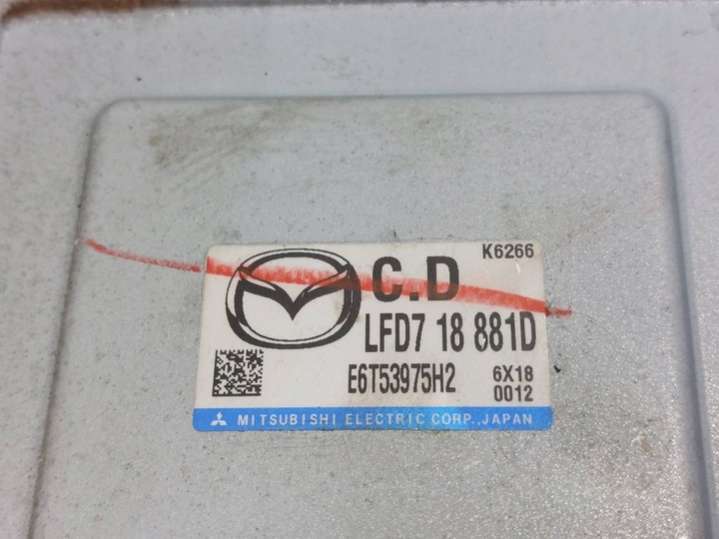 K6266
C.D
LFD7 18 881D
E6T53975H2 6X18
0012
MITSUBISHI ELECTRIC CORP., JAPAN